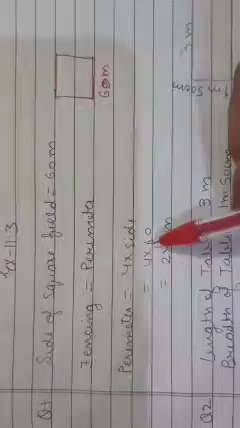 Ex-11.3
Q1 Side of Square field = 60m
60m
Fencing = Perimeter
Perimeter = 4 x side
= 4 x 60
= 2
m
Q2 Length of Table = 3 m
Breadth of Table 1m 50cm
3m